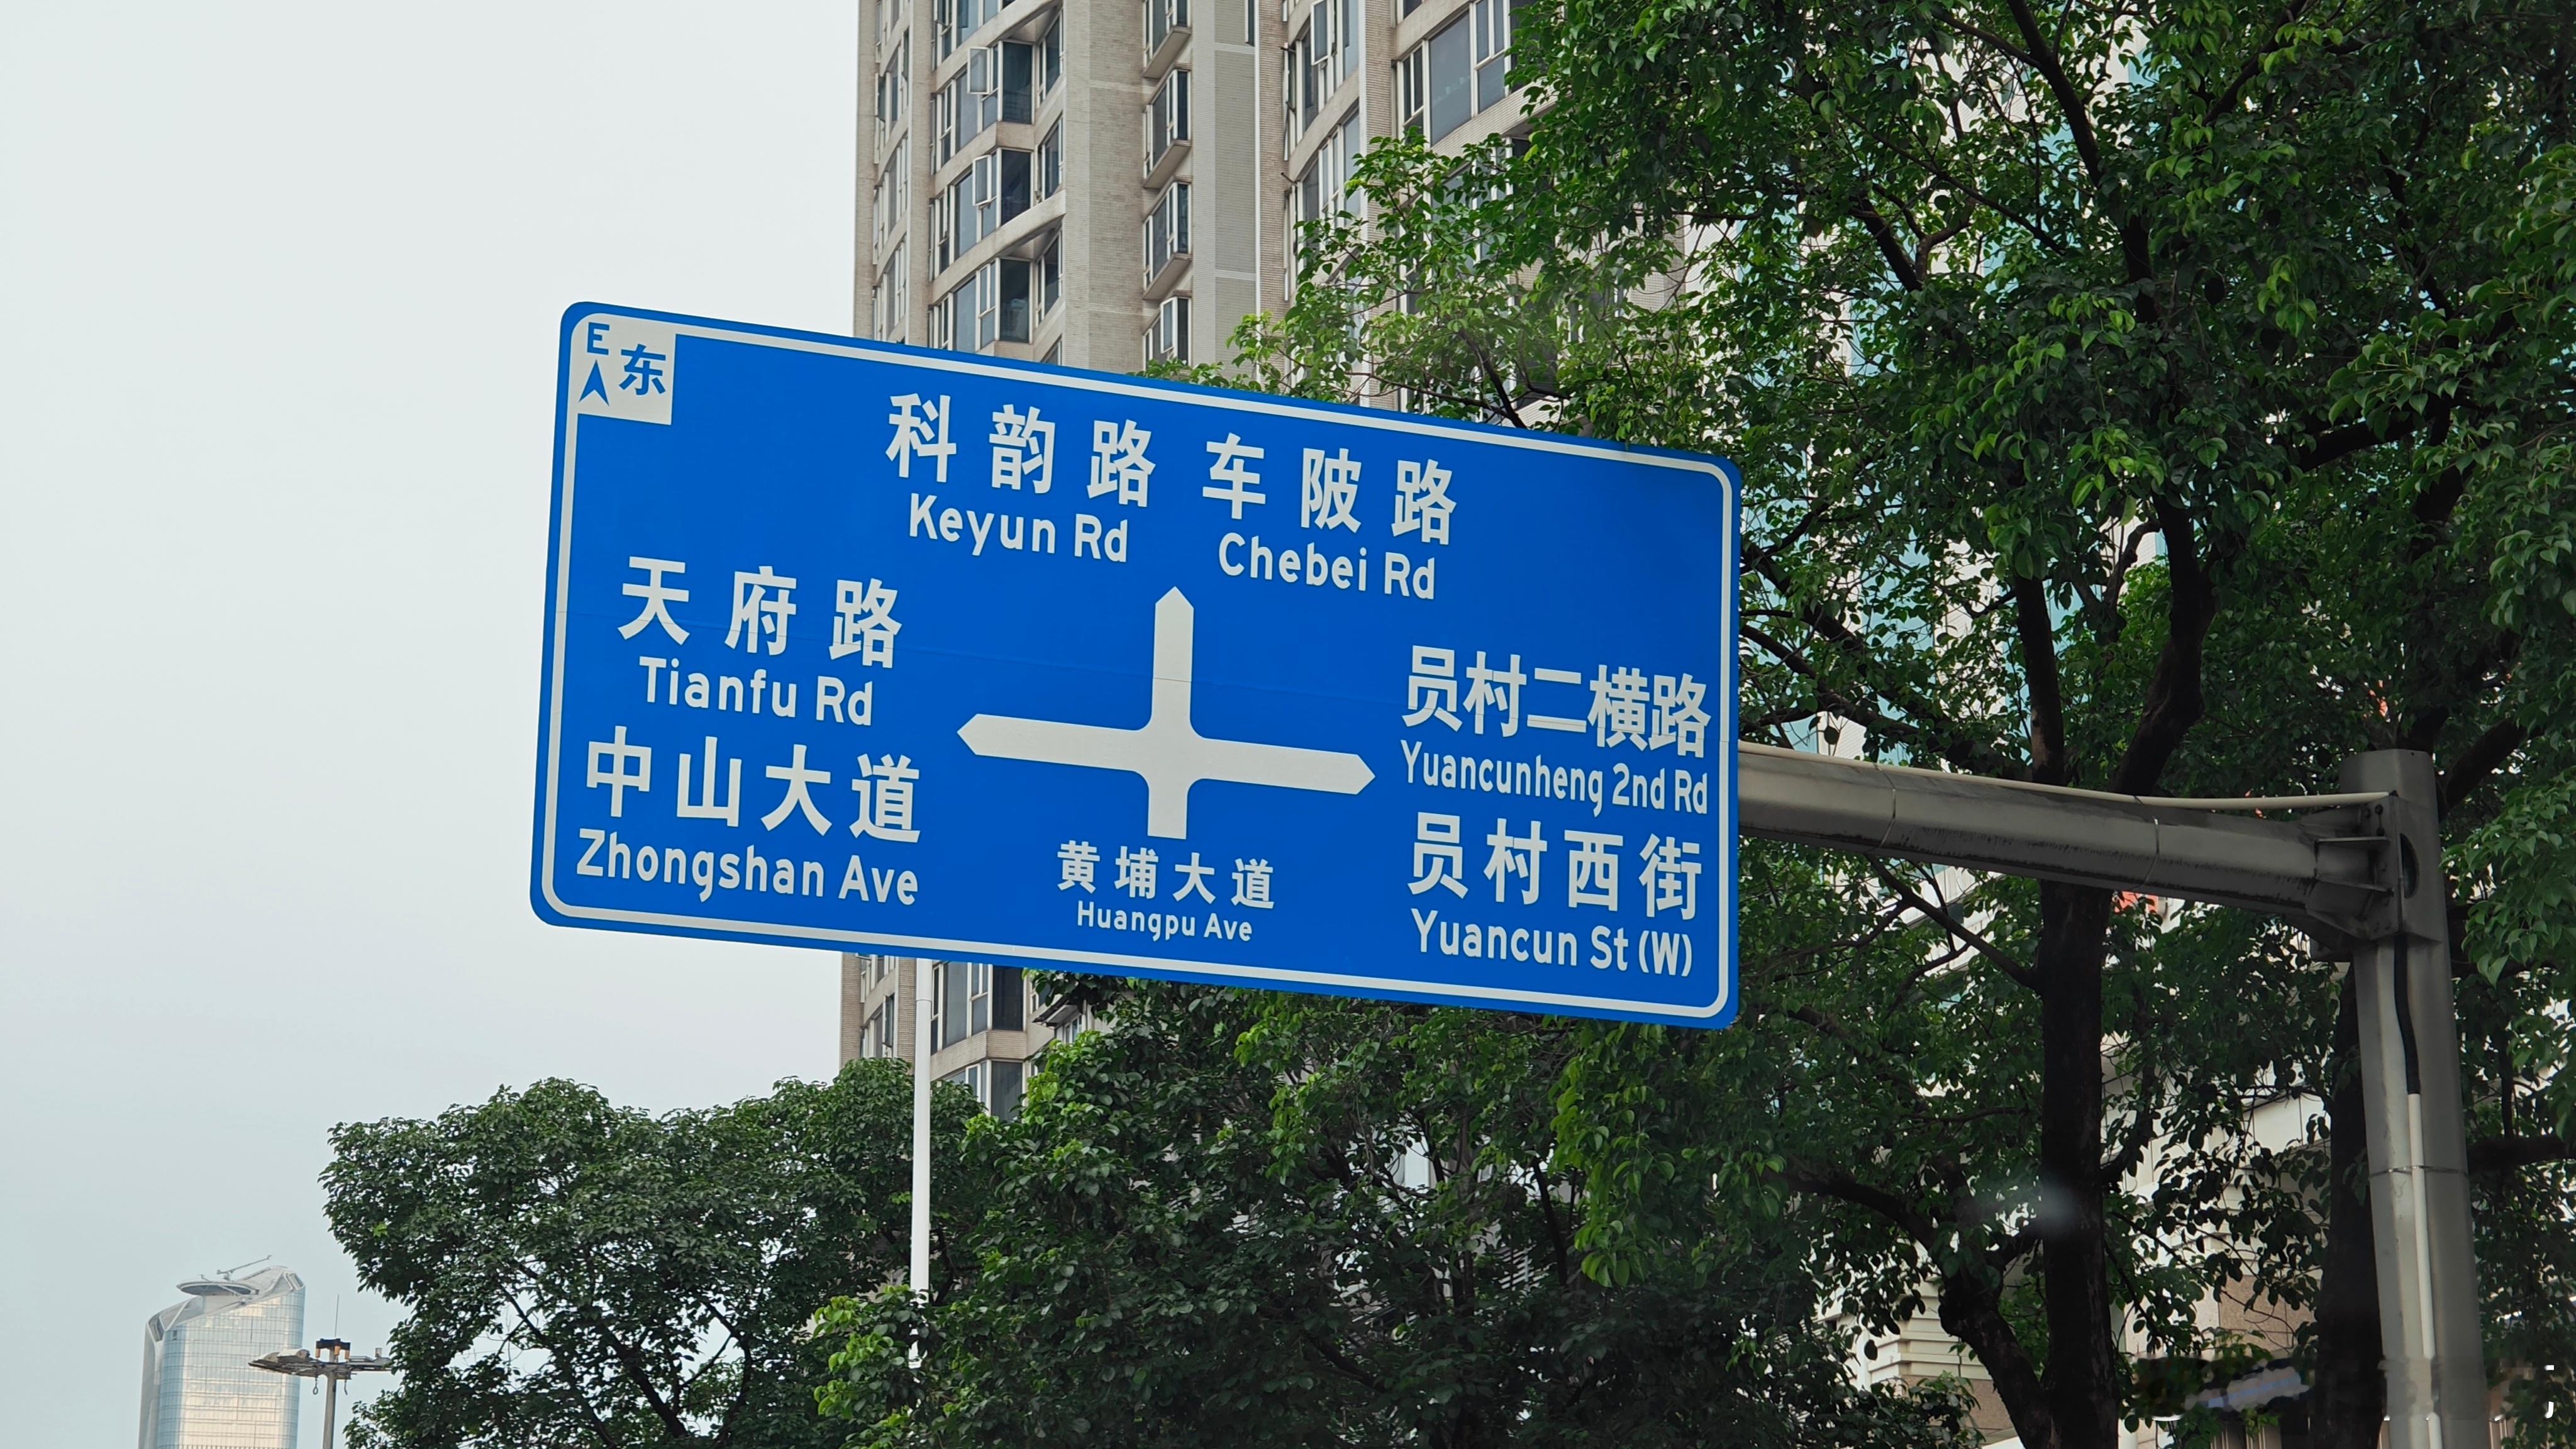 E 东
科韵路 车陂路
Keyun Rd Chebei Rd
天府路
Tianfu Rd
中山大道
Zhongshan Ave
员村二横路
Yuancunheng 2nd Rd
员村西街
Yuancun St (W)
黄埔大道
Huangpu Ave